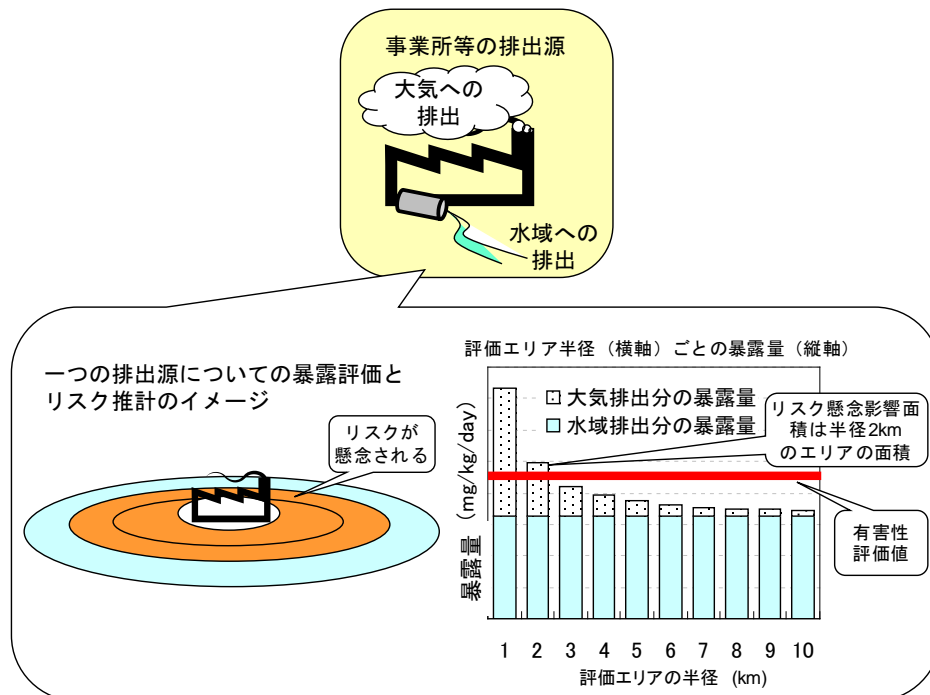 事業所等の排出源
大気への
排出
水域への
排出
一つの排出源についての暴露評価と
リスク推計のイメージ
リスクが
懸念される
評価エリア半径（横軸）ごとの暴露量（縦軸）
大気排出分の暴露量
水域排出分の暴露量
リスク懸念影響面
積は半径2km
のエリアの面積
有害性
評価値
暴露量 (mg/kg/day)
1 2 3 4 5 6 7 8 9 10
評価エリアの半径 (km)